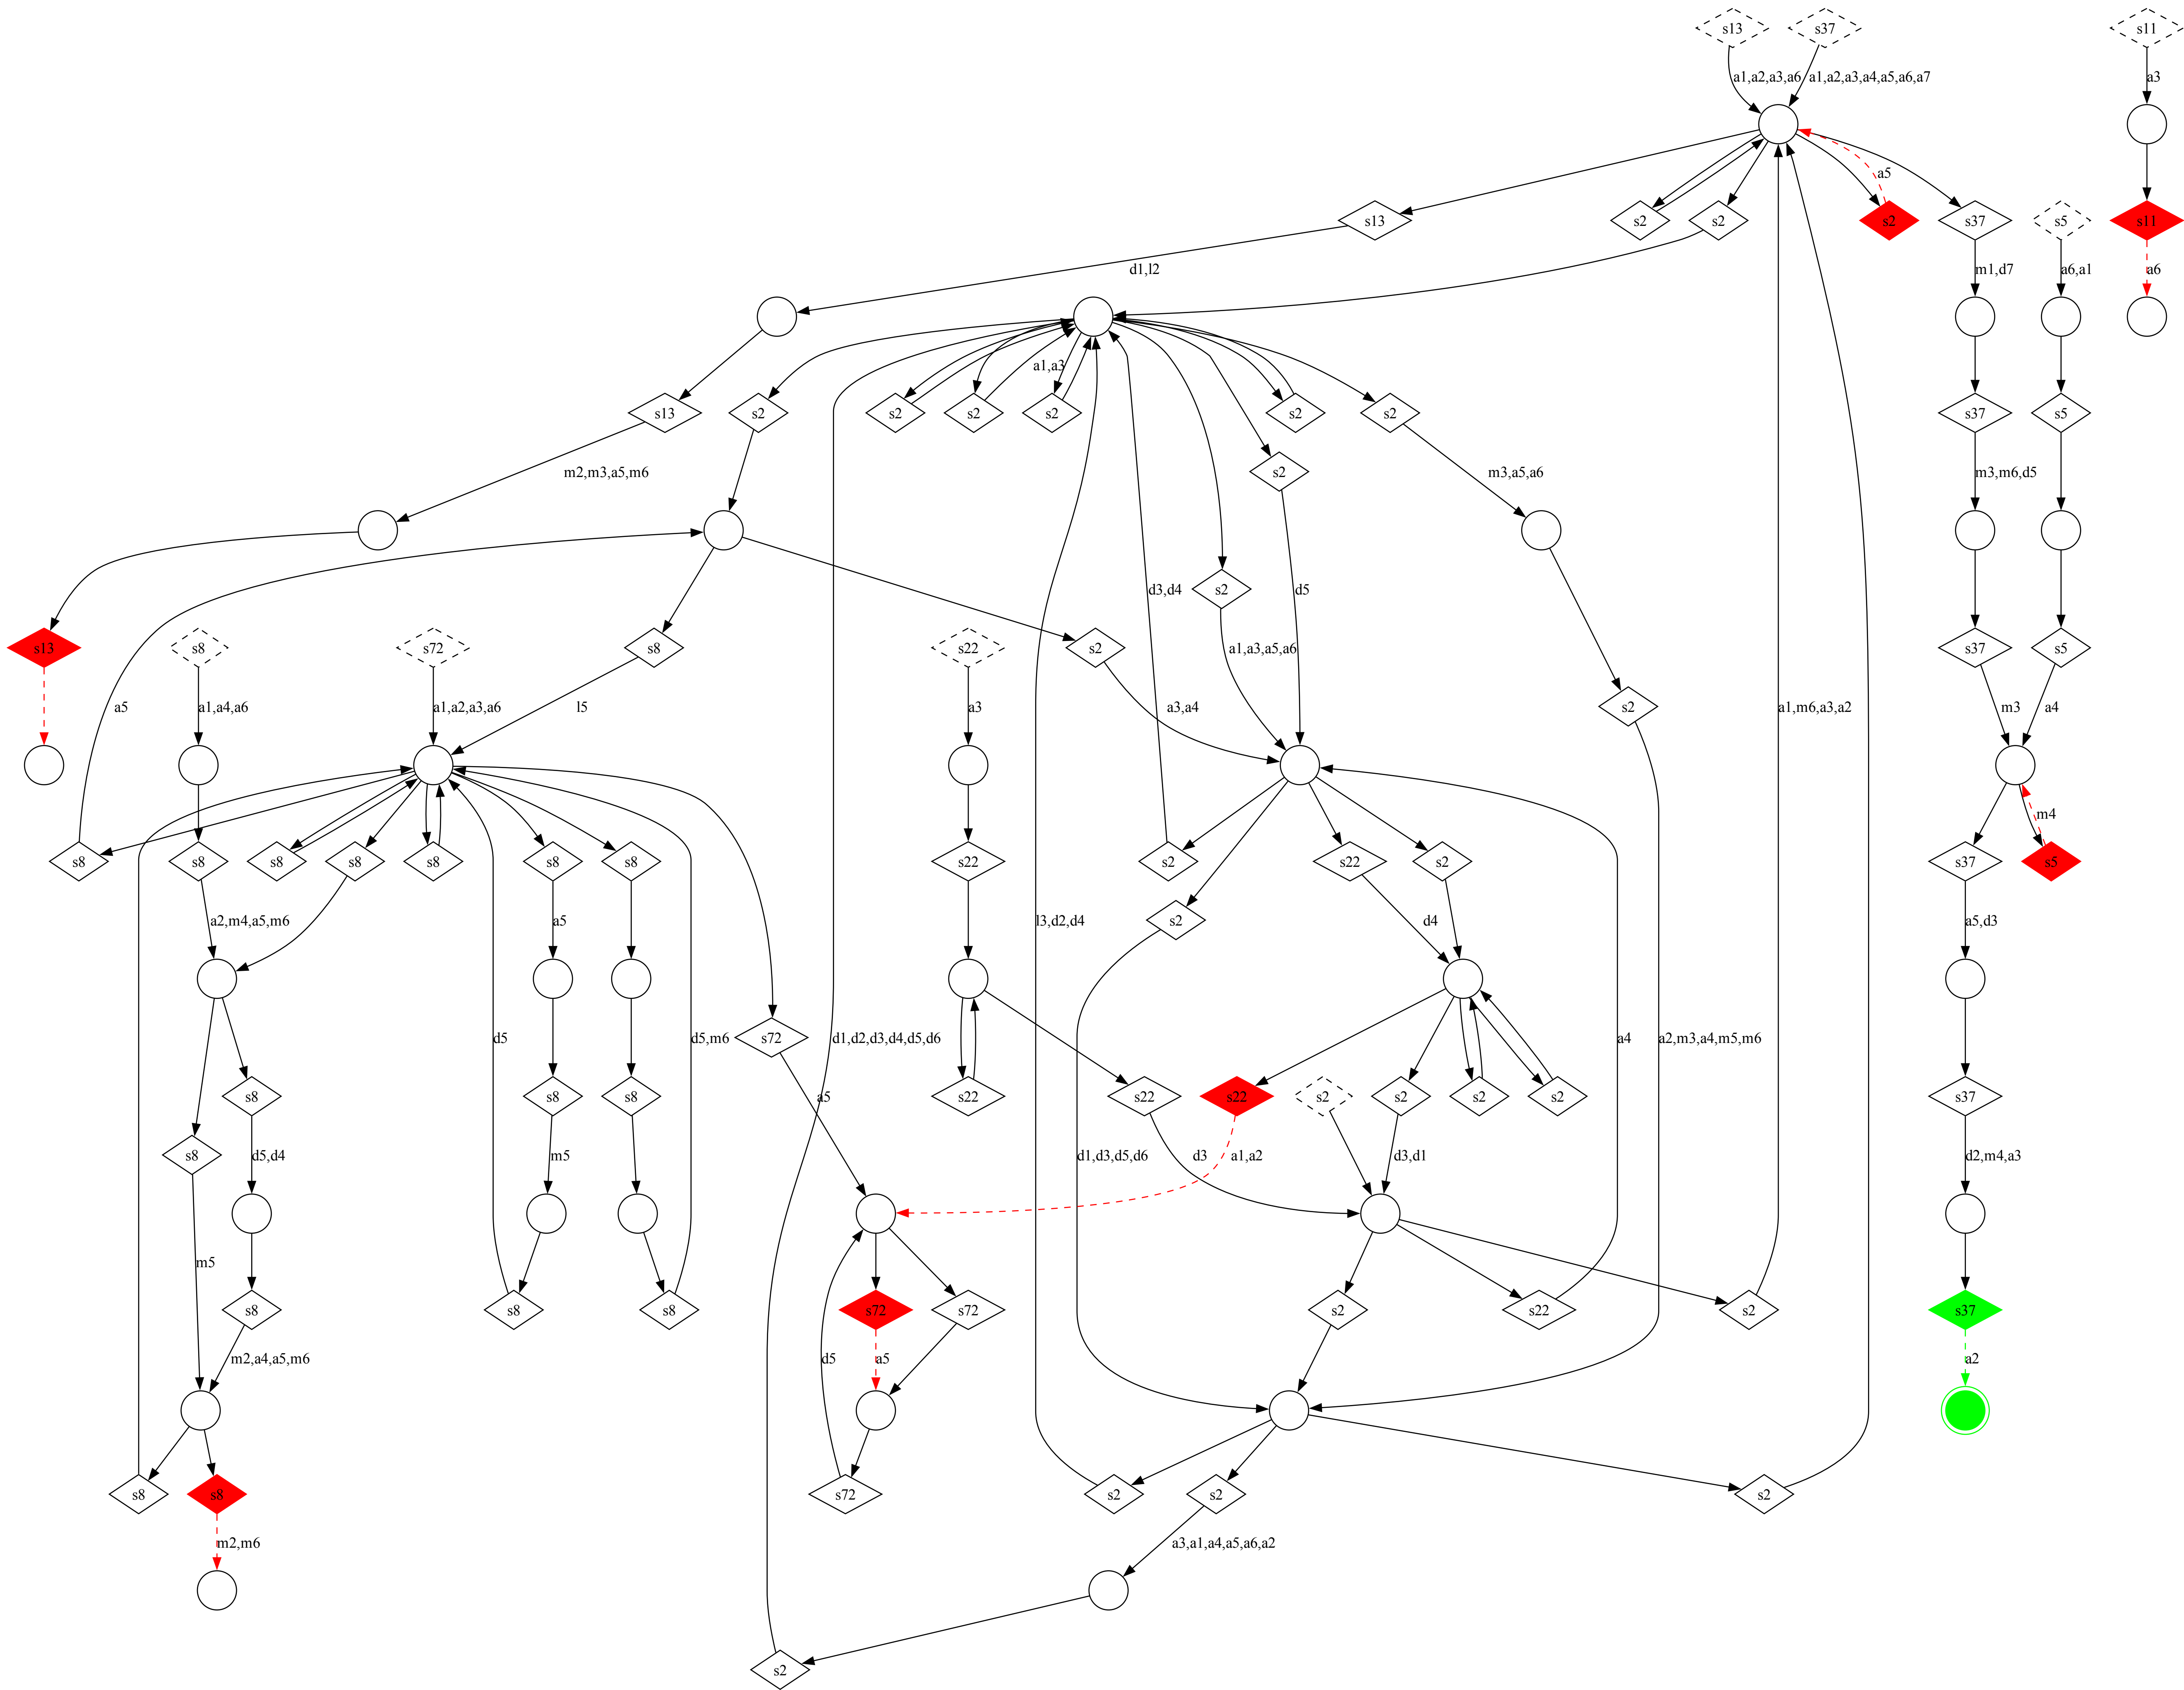 s13 s37 s11
a1,a2,a3,a6 a1,a2,a3,a4,a5,a6,a7 a3
a5
s13 s2 s2 s2 s37 s5 s11
d1,l2 m1,d7 a6,a1 a6
a1,a3
s13 s2 s2 s2 s2 s2 s2 s37 s5
m2,m3,a5,m6 s2 m3,a5,a6 m3,m6,d5
d3,d4 s2 d5
s13 s8 s72 s8 s22 s2 a1,a3,a5,a6 s37 s5
a5 a1,a4,a6 a1,a2,a3,a6 l5 a3 a3,a4 s2 m3 a4
m4
s8 s8 s8 s8 s8 s8 s8 s22 s2 s22 s2 s37 s5
a2,m4,a5,m6 a5 l3,d2,d4 s2 d4 a5,d3
d5 d5,m6 s72 d1,d2,d3,d4,d5,d6 a4 a2,m3,a4,m5,m6 a1,m6,a3,a2
s8 s8 s8 a5 s22 s22 s22 s2 s2 s2 s2 s37
s8 d5,d4 m5 d1,d3,d5,d6 d3 a1,a2 d3,d1 d2,m4,a3
m5
s8 s8 s8 s72 s72 s2 s22 s2 s37
m2,a4,a5,m6 d5 a5 a2
s8 s8 s72 s2 s2 s2
m2,m6 a3,a1,a4,a5,a6,a2
s2